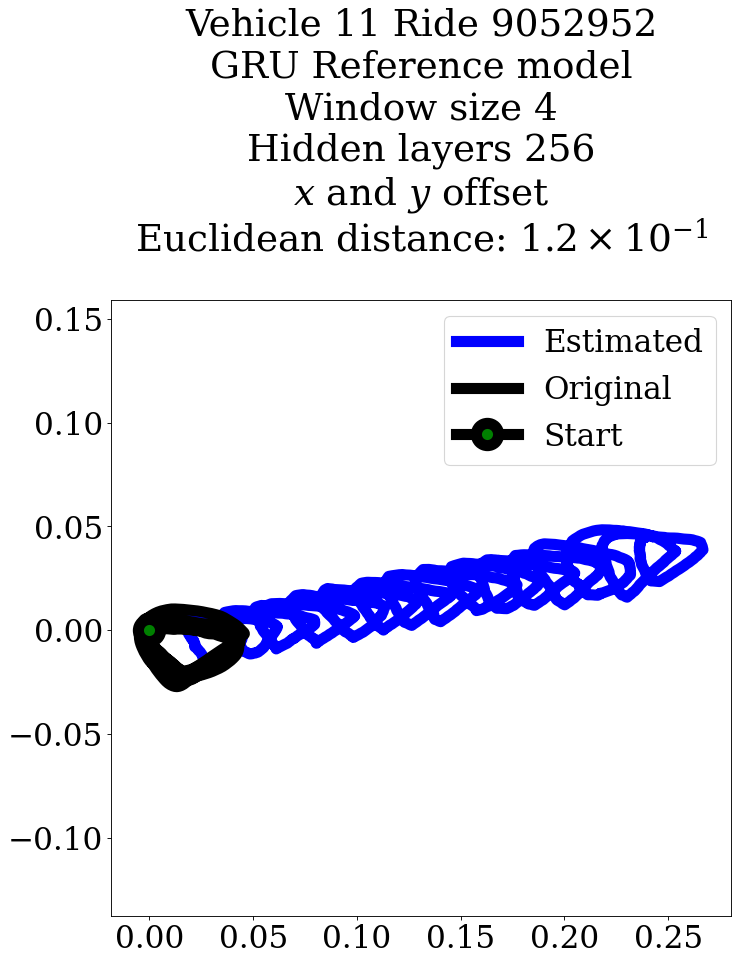 Vehicle 11 Ride 9052952
GRU Reference model
Window size 4
Hidden layers 256
x and y offset
Euclidean distance: 1.2 × 10⁻¹
Estimated
Original
Start
0.15
0.10
0.05
0.00
−0.05
−0.10
0.00 0.05 0.10 0.15 0.20 0.25